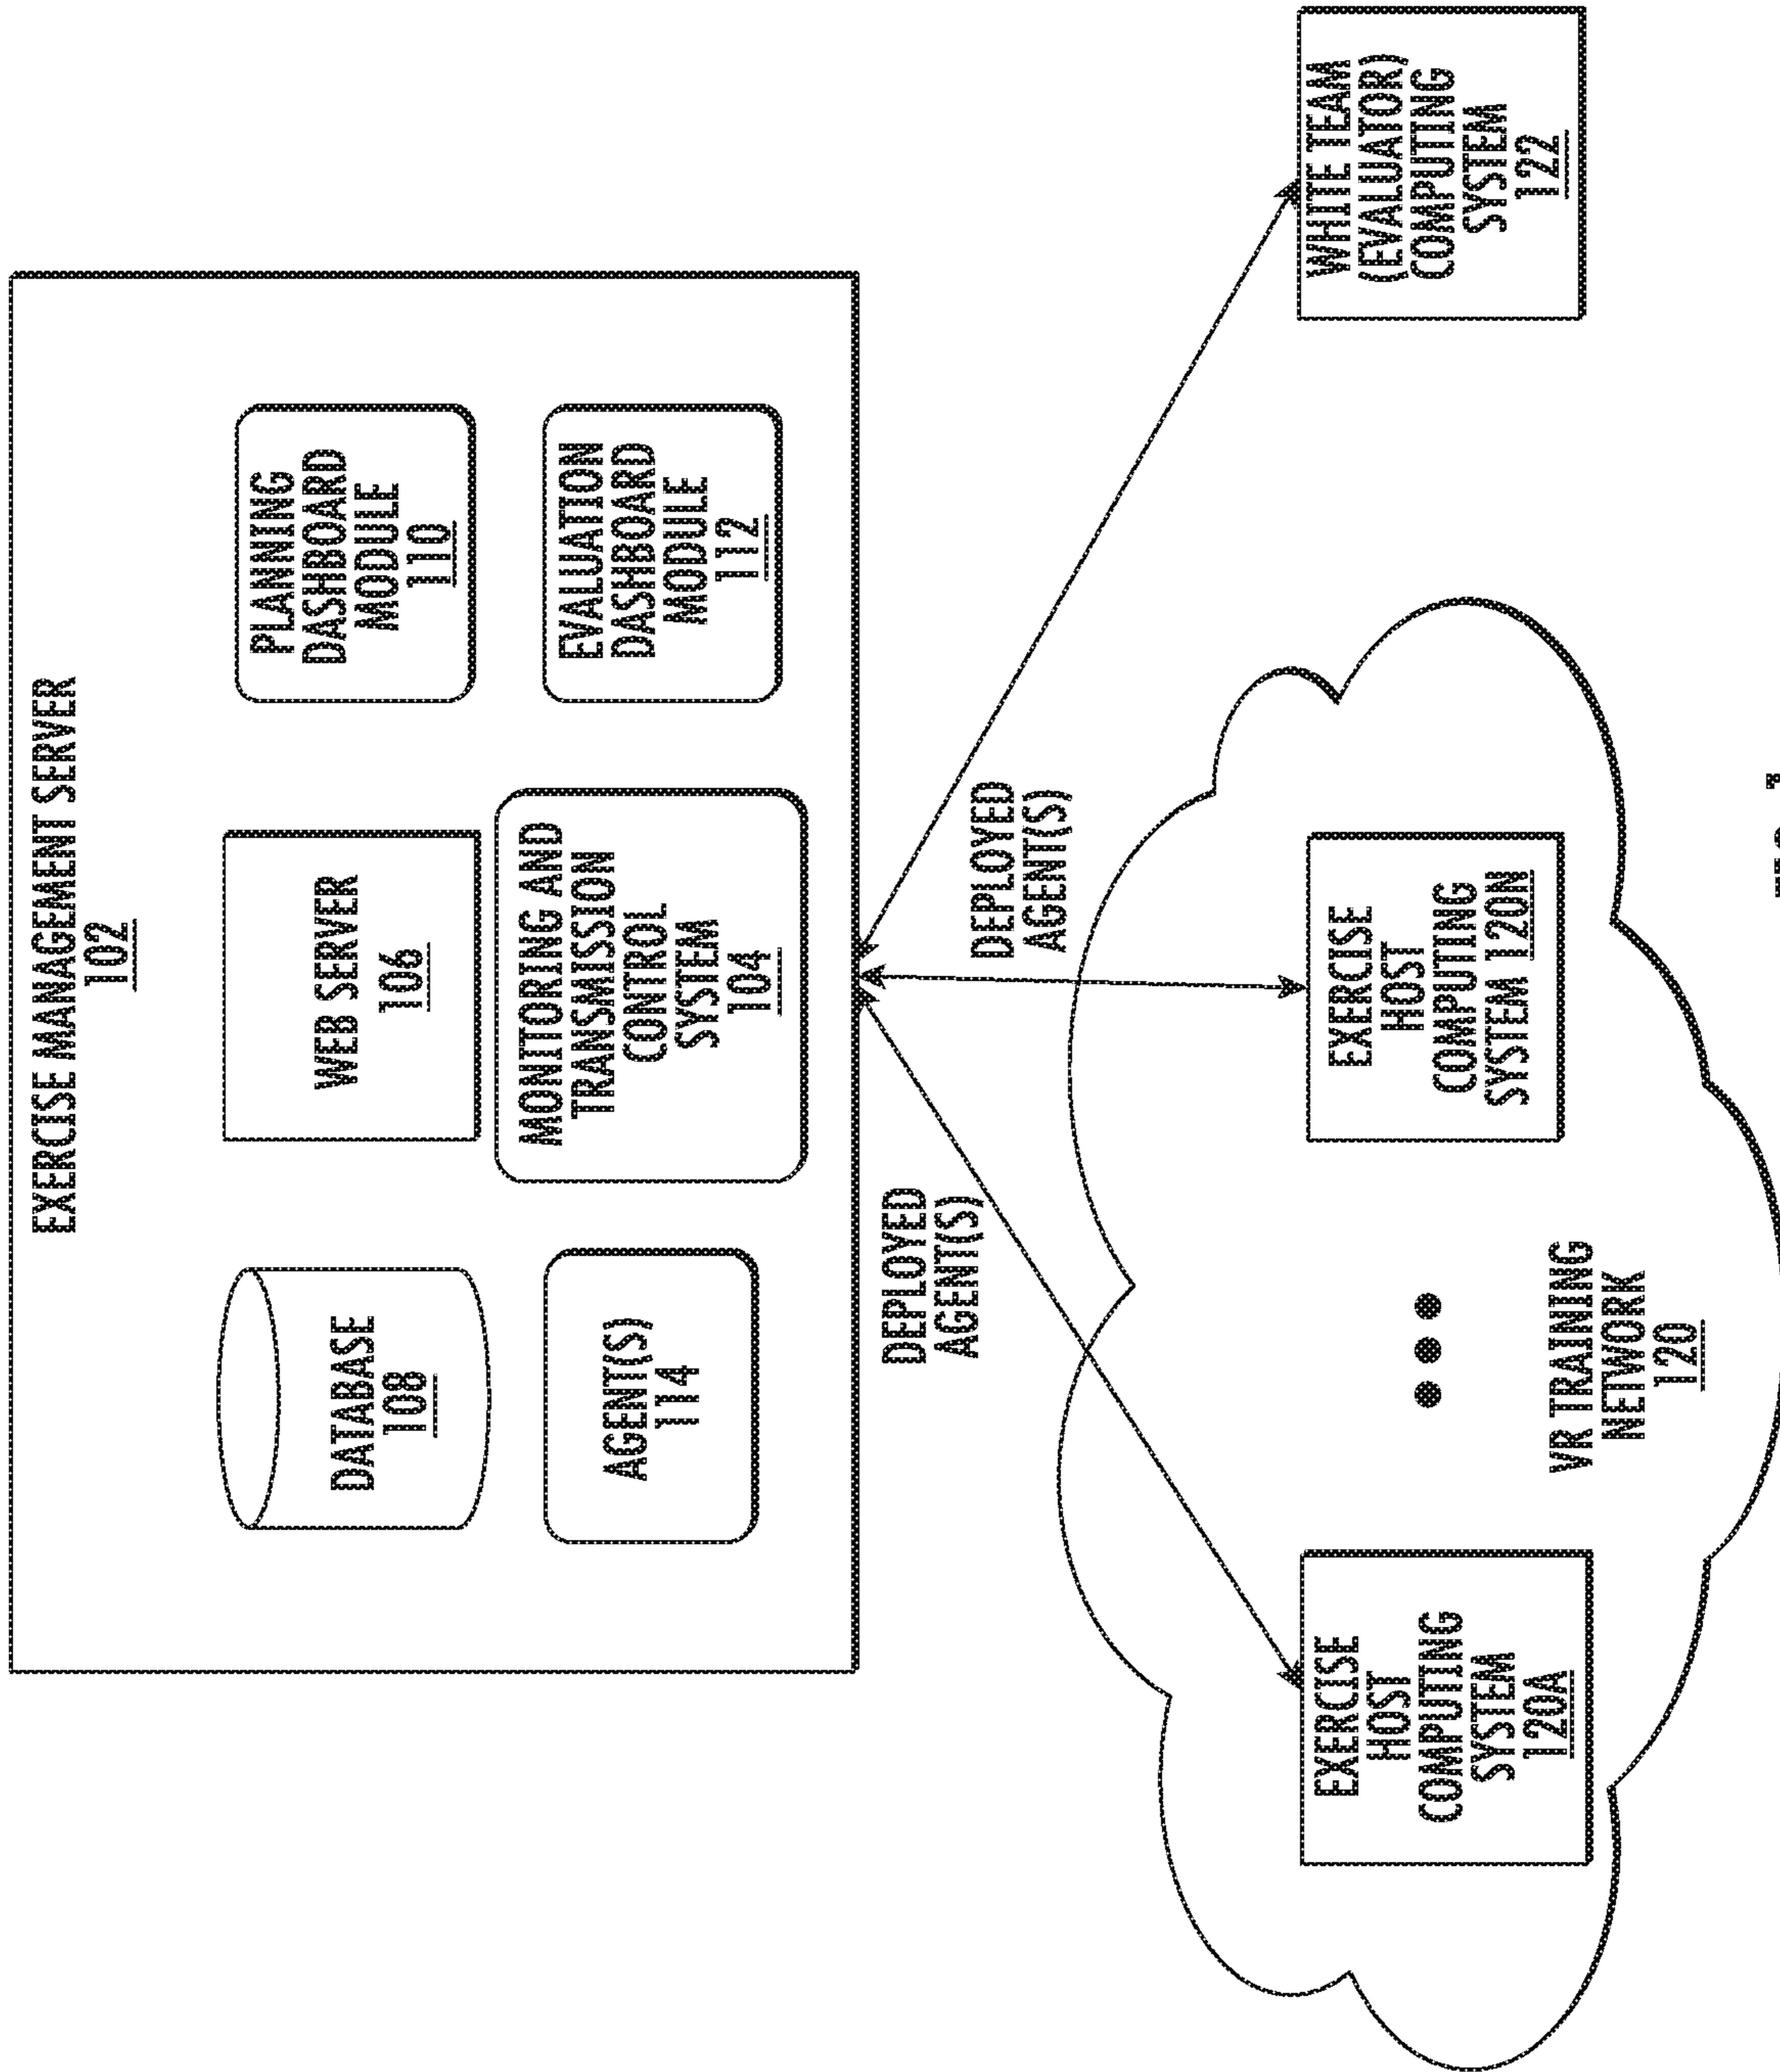 EXERCISE MANAGEMENT SERVER
102
DATABASE
108
WEB SERVER
106
PLANNING
DASHBOARD
MODULE
110
AGENT(S)
114
MONITORING AND
TRANSMISSION
CONTROL
SYSTEM
104
EVALUATION
DASHBOARD
MODULE
112
DEPLOYED
AGENT(S)
DEPLOYED
AGENT(S)
EXERCISE
HOST
COMPUTING
SYSTEM
120A
EXERCISE
HOST
COMPUTING
SYSTEM 120N
WHITE TEAM
(EVALUATOR)
COMPUTING
SYSTEM
122
VR TRAINING
NETWORK
120